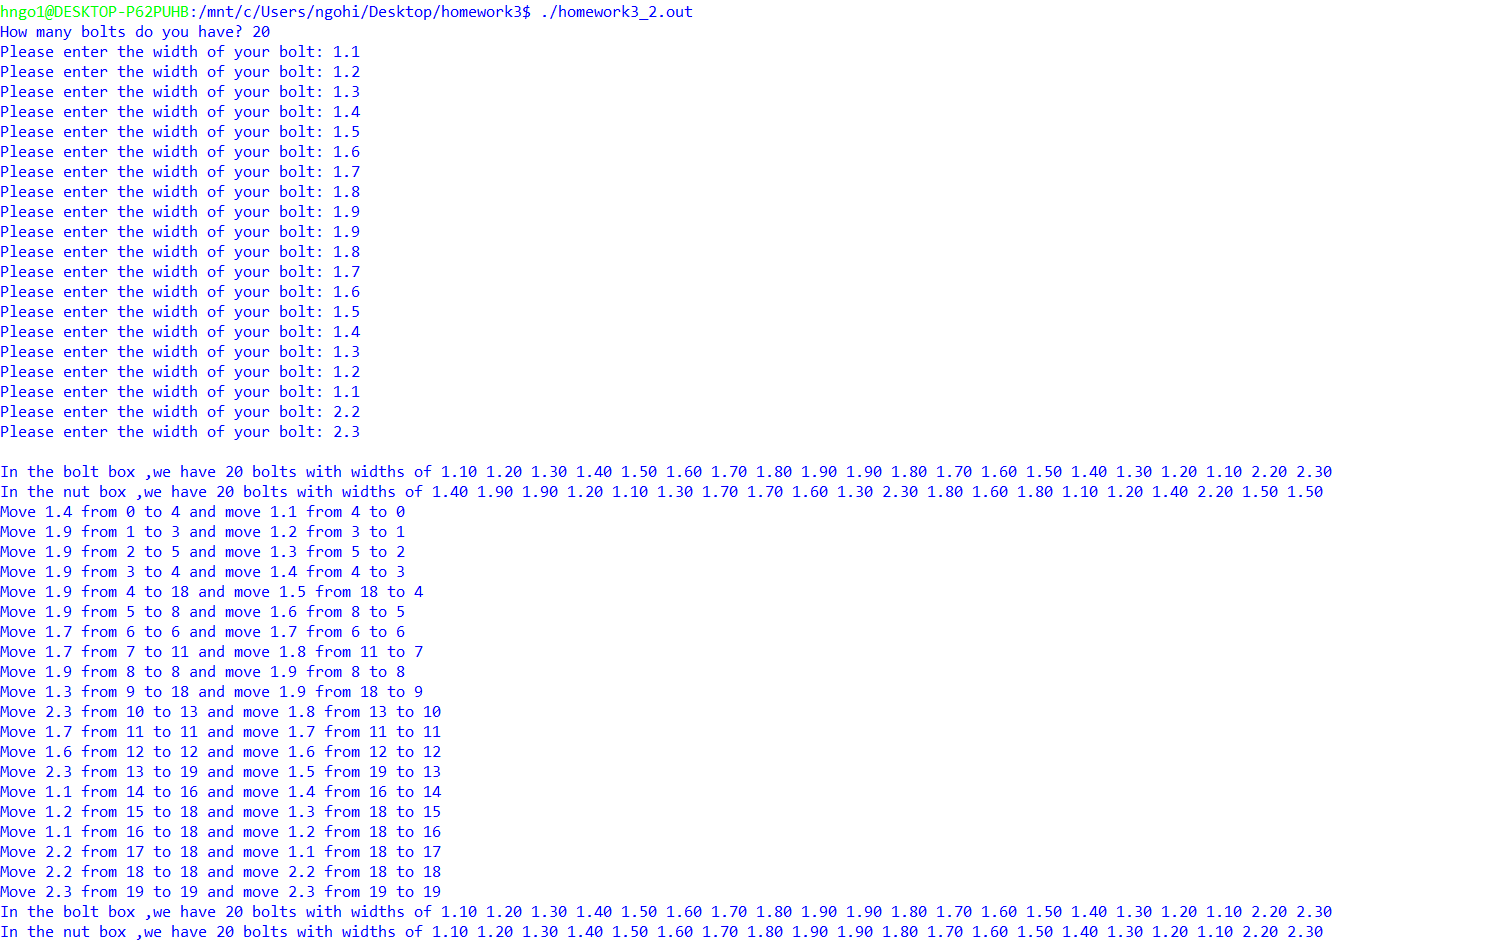 hngo1@DESKTOP-P62PUHB:/mnt/c/Users/ngohi/Desktop/homework3$ ./homework3_2.out
How many bolts do you have? 20
Please enter the width of your bolt: 1.1
Please enter the width of your bolt: 1.2
Please enter the width of your bolt: 1.3
Please enter the width of your bolt: 1.4
Please enter the width of your bolt: 1.5
Please enter the width of your bolt: 1.6
Please enter the width of your bolt: 1.7
Please enter the width of your bolt: 1.8
Please enter the width of your bolt: 1.9
Please enter the width of your bolt: 1.9
Please enter the width of your bolt: 1.8
Please enter the width of your bolt: 1.7
Please enter the width of your bolt: 1.6
Please enter the width of your bolt: 1.5
Please enter the width of your bolt: 1.4
Please enter the width of your bolt: 1.3
Please enter the width of your bolt: 1.2
Please enter the width of your bolt: 1.1
Please enter the width of your bolt: 2.2
Please enter the width of your bolt: 2.3
In the bolt box ,we have 20 bolts with widths of 1.10 1.20 1.30 1.40 1.50 1.60 1.70 1.80 1.90 1.90 1.80 1.70 1.60 1.50 1.40 1.30 1.20 1.10 2.20 2.30
In the nut box ,we have 20 bolts with widths of 1.40 1.90 1.90 1.20 1.10 1.30 1.70 1.70 1.60 1.30 2.30 1.80 1.60 1.80 1.10 1.20 1.40 2.20 1.50 1.50
Move 1.4 from 0 to 4 and move 1.1 from 4 to 0
Move 1.9 from 1 to 3 and move 1.2 from 3 to 1
Move 1.9 from 2 to 5 and move 1.3 from 5 to 2
Move 1.9 from 3 to 4 and move 1.4 from 4 to 3
Move 1.9 from 4 to 18 and move 1.5 from 18 to 4
Move 1.9 from 5 to 8 and move 1.6 from 8 to 5
Move 1.7 from 6 to 6 and move 1.7 from 6 to 6
Move 1.7 from 7 to 11 and move 1.8 from 11 to 7
Move 1.9 from 8 to 8 and move 1.9 from 8 to 8
Move 1.3 from 9 to 18 and move 1.9 from 18 to 9
Move 2.3 from 10 to 13 and move 1.8 from 13 to 10
Move 1.7 from 11 to 11 and move 1.7 from 11 to 11
Move 1.6 from 12 to 12 and move 1.6 from 12 to 12
Move 2.3 from 13 to 19 and move 1.5 from 19 to 13
Move 1.1 from 14 to 16 and move 1.4 from 16 to 14
Move 1.2 from 15 to 18 and move 1.3 from 18 to 15
Move 1.1 from 16 to 18 and move 1.2 from 18 to 16
Move 2.2 from 17 to 18 and move 1.1 from 18 to 17
Move 2.2 from 18 to 18 and move 2.2 from 18 to 18
Move 2.3 from 19 to 19 and move 2.3 from 19 to 19
In the bolt box ,we have 20 bolts with widths of 1.10 1.20 1.30 1.40 1.50 1.60 1.70 1.80 1.90 1.90 1.80 1.70 1.60 1.50 1.40 1.30 1.20 1.10 2.20 2.30
In the nut box ,we have 20 bolts with widths of 1.10 1.20 1.30 1.40 1.50 1.60 1.70 1.80 1.90 1.90 1.80 1.70 1.60 1.50 1.40 1.30 1.20 1.10 2.20 2.30